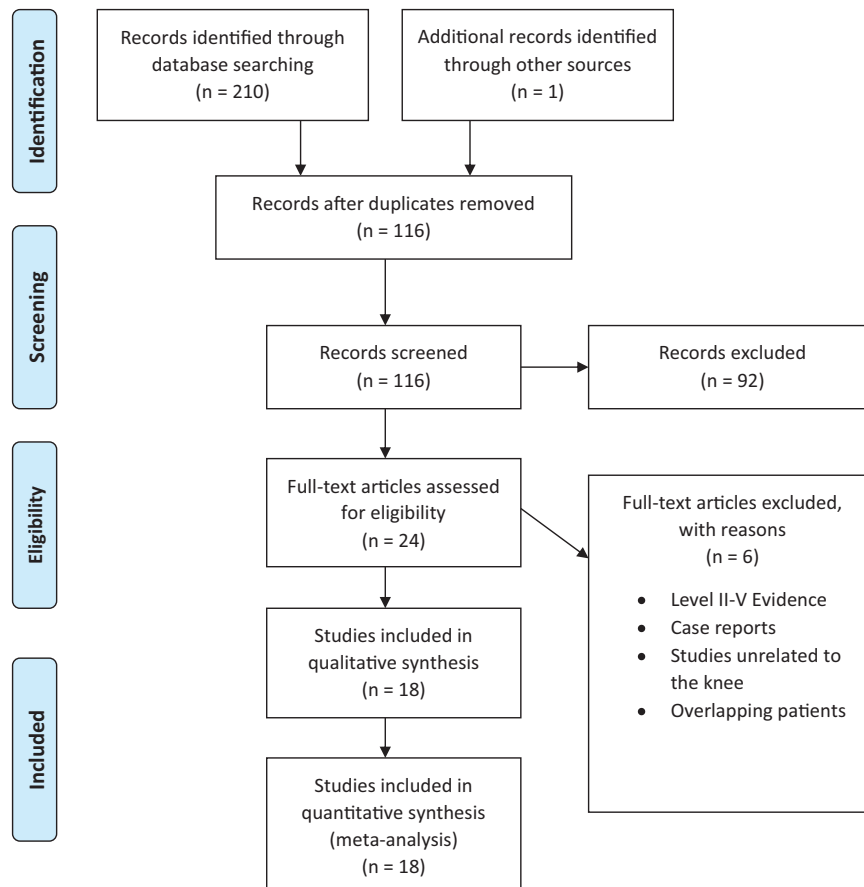 Identification
Records identified through
database searching
(n = 210)
Additional records identified
through other sources
(n = 1)
Records after duplicates removed
(n = 116)
Screening
Records screened
(n = 116)
Records excluded
(n = 92)
Eligibility
Full-text articles assessed
for eligibility
(n = 24)
Full-text articles excluded,
with reasons
(n = 6)
• Level II-V Evidence
• Case reports
• Studies unrelated to
the knee
• Overlapping patients
Included
Studies included in
qualitative synthesis
(n = 18)
Studies included in
quantitative synthesis
(meta-analysis)
(n = 18)